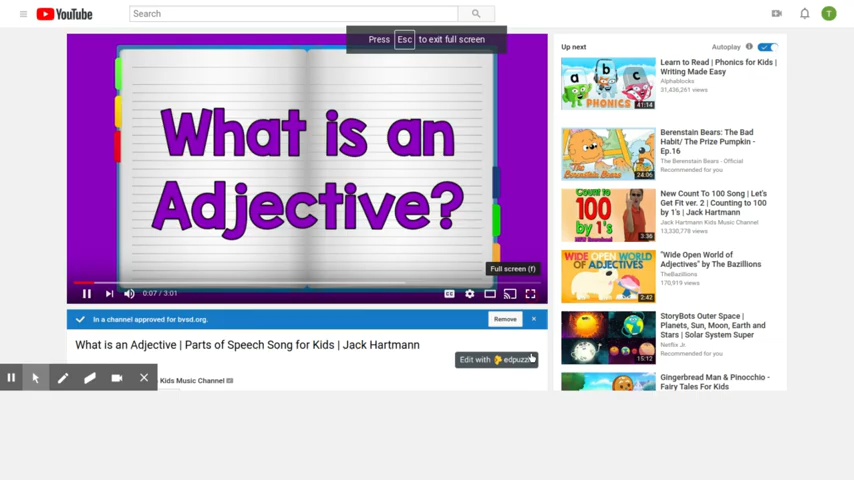 YouTube
Search
T
Press Esc to exit full screen
What is an
Adjective?
Full screen (f)
0:07 / 3:01
CC
In a channel approved for bvsd.org.
Remove
What is an Adjective | Parts of Speech Song for Kids | Jack Hartmann
Edit with edpuzzle
Kids Music Channel
Up next
Autoplay
a b c
PHONICS
41:14
Learn to Read | Phonics for Kids |
Writing Made Easy
Alphablocks
31,436,261 views
24:06
Berenstain Bears: The Bad
Habit/ The Prize Pumpkin -
Ep.16
The Berenstain Bears - Official
Recommended for you
Count to
100
by 1's
3:36
New Count To 100 Song | Let's
Get Fit ver. 2 | Counting to 100
by 1's | Jack Hartmann
Jack Hartmann Kids Music Channel
13,330,778 views
WIDE OPEN WORLD
OF ADJECTIVES
2:42
"Wide Open World of
Adjectives" by The Bazillions
TheBazillions
170,919 views
15:12
StoryBots Outer Space |
Planets, Sun, Moon, Earth and
Stars | Solar System Super
Netflix Jr.
Recommended for you
Gingerbread Man & Pinocchio -
Fairy Tales For Kids